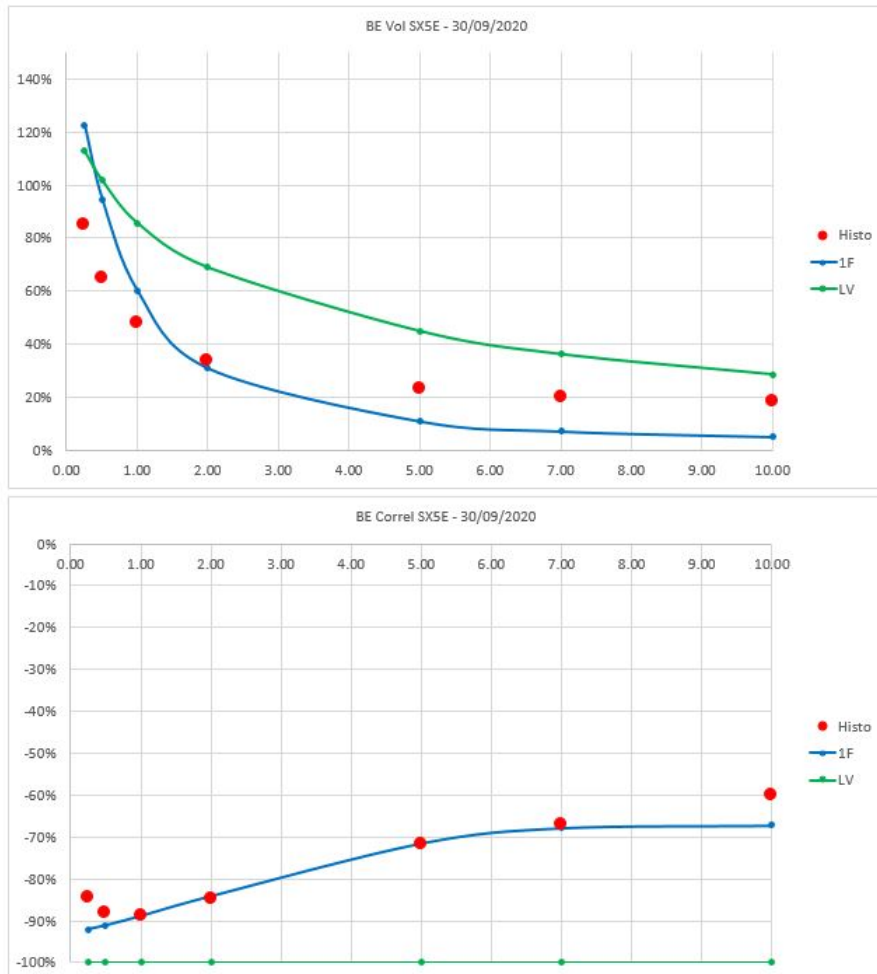 BE Vol SX5E - 30/09/2020
140%
120%
100%
80%
60%
40%
20%
0%
0.00 1.00 2.00 3.00 4.00 5.00 6.00 7.00 8.00 9.00 10.00
Histo
1F
LV
BE Correl SX5E - 30/09/2020
0%
0.00 1.00 2.00 3.00 4.00 5.00 6.00 7.00 8.00 9.00 10.00
-10%
-20%
-30%
-40%
-50%
-60%
-70%
-80%
-90%
-100%
Histo
1F
LV